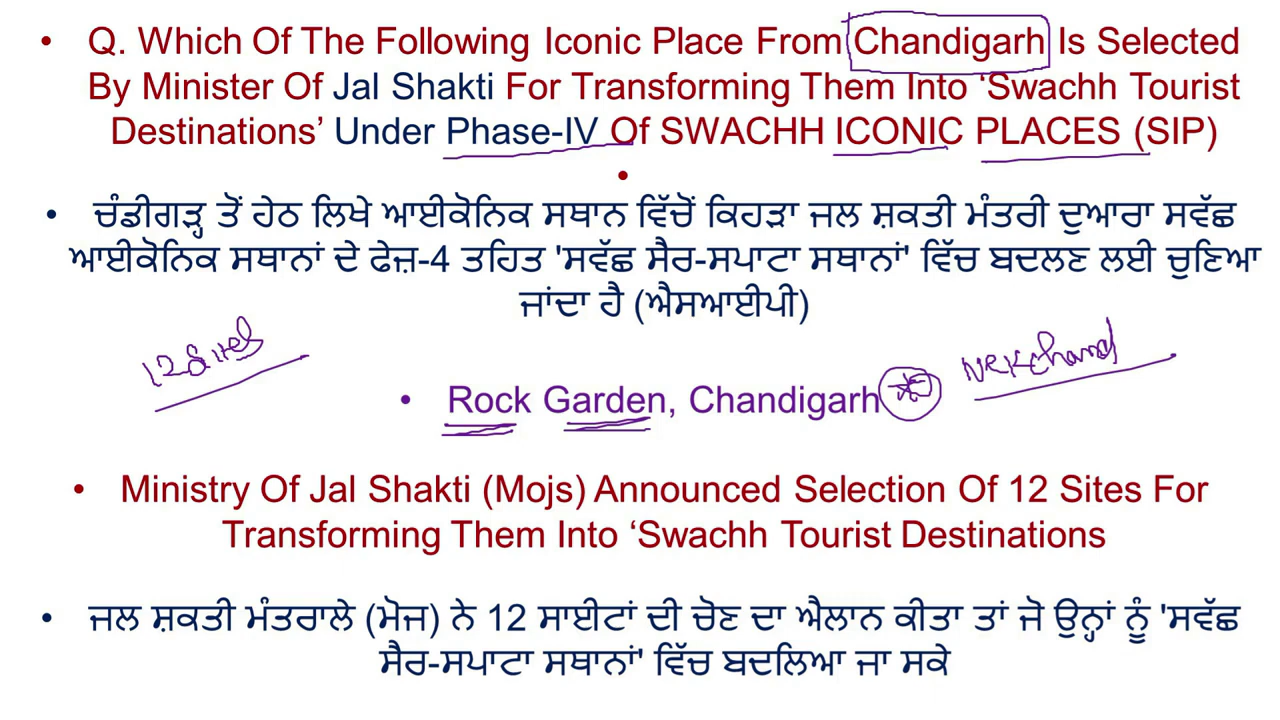 • Q. Which Of The Following Iconic Place From Chandigarh Is Selected
By Minister Of Jal Shakti For Transforming Them Into ‘Swachh Tourist
Destinations’ Under Phase-IV Of SWACHH ICONIC PLACES (SIP)
•
• ਚੰਡੀਗੜ੍ਹ ਤੋਂ ਹੇਠ ਲਿਖੇ ਆਈਕੋਨਿਕ ਸਥਾਨ ਵਿੱਚੋਂ ਕਿਹੜਾ ਜਲ ਸ਼ਕਤੀ ਮੰਤਰੀ ਦੁਆਰਾ ਸਵੱਛ
ਆਈਕੋਨਿਕ ਸਥਾਨਾਂ ਦੇ ਫੇਜ਼-4 ਤਹਿਤ 'ਸਵੱਛ ਸੈਰ-ਸਪਾਟਾ ਸਥਾਨਾਂ' ਵਿੱਚ ਬਦਲਣ ਲਈ ਚੁਣਿਆ
ਜਾਂਦਾ ਹੈ (ਐਸਆਈਪੀ)
12 Sites
Nek chand
• Rock Garden, Chandigarh
• Ministry Of Jal Shakti (Mojs) Announced Selection Of 12 Sites For
Transforming Them Into ‘Swachh Tourist Destinations
• ਜਲ ਸ਼ਕਤੀ ਮੰਤਰਾਲੇ (ਮੋਜ) ਨੇ 12 ਸਾਈਟਾਂ ਦੀ ਚੋਣ ਦਾ ਐਲਾਨ ਕੀਤਾ ਤਾਂ ਜੋ ਉਨ੍ਹਾਂ ਨੂੰ 'ਸਵੱਛ
ਸੈਰ-ਸਪਾਟਾ ਸਥਾਨਾਂ' ਵਿੱਚ ਬਦਲਿਆ ਜਾ ਸਕੇ